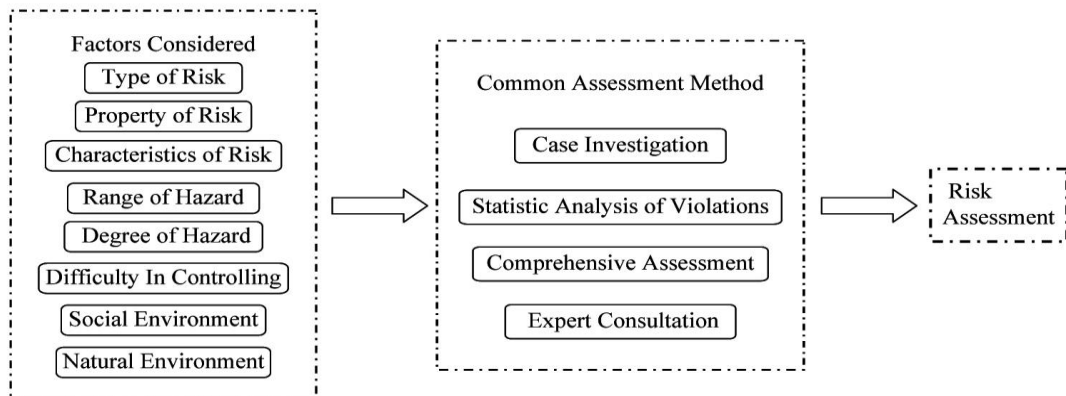 Factors Considered
Type of Risk
Property of Risk
Characteristics of Risk
Range of Hazard
Degree of Hazard
Difficulty In Controlling
Social Environment
Natural Environment
Common Assessment Method
Case Investigation
Statistic Analysis of Violations
Comprehensive Assessment
Expert Consultation
Risk
Assessment